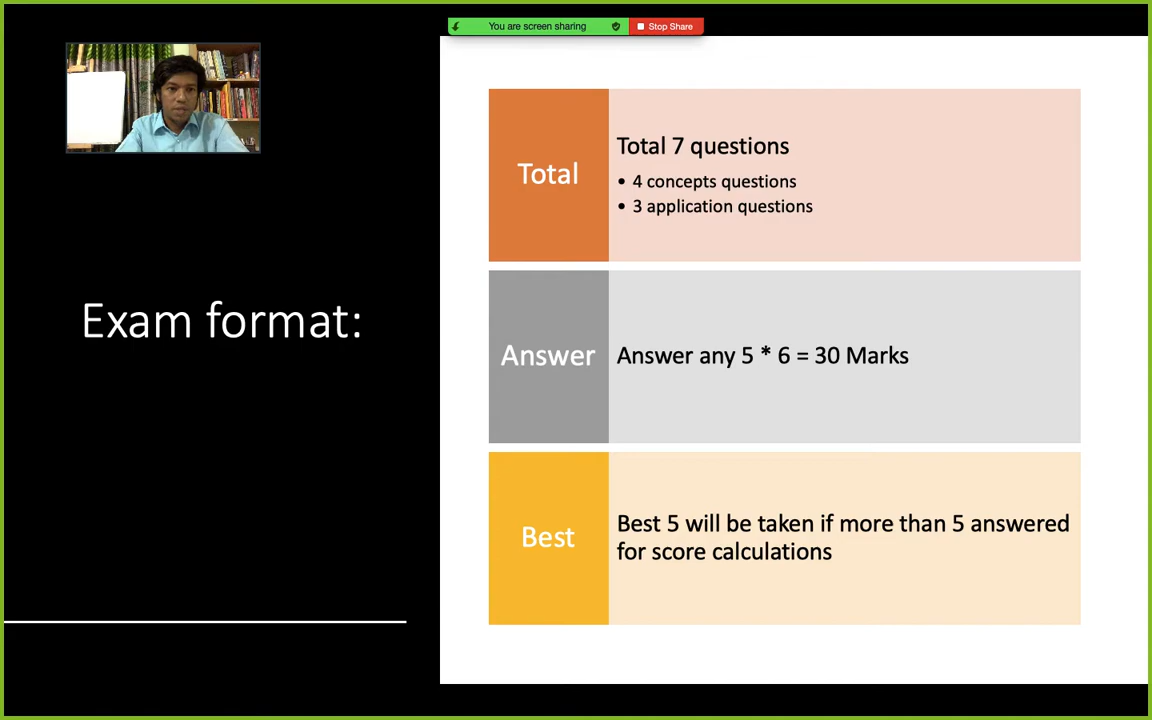 You are screen sharing
Stop Share
Exam format:
Total
Total 7 questions
• 4 concepts questions
• 3 application questions
Answer
Answer any 5 * 6 = 30 Marks
Best
Best 5 will be taken if more than 5 answered
for score calculations